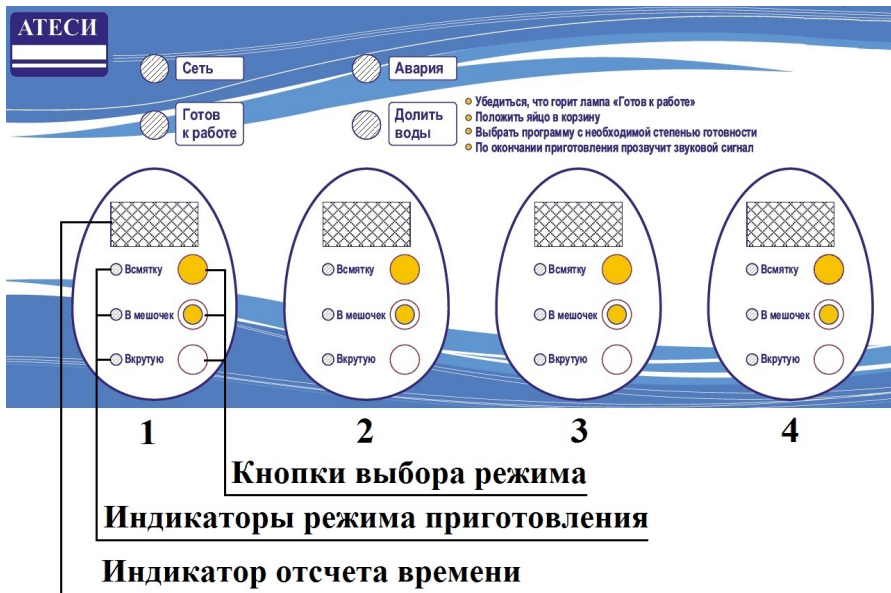 АТЕСИ
Сеть
Авария
Готов
к работе
Долить
воды
Убедиться, что горит лампа «Готов к работе»
Положить яйцо в корзину
Выбрать программу с необходимой степенью готовности
По окончании приготовления прозвучит звуковой сигнал
Всмятку
В мешочек
Вкрутую
Всмятку
В мешочек
Вкрутую
Всмятку
В мешочек
Вкрутую
Всмятку
В мешочек
Вкрутую
1 2 3 4
Кнопки выбора режима
Индикаторы режима приготовления
Индикатор отсчета времени